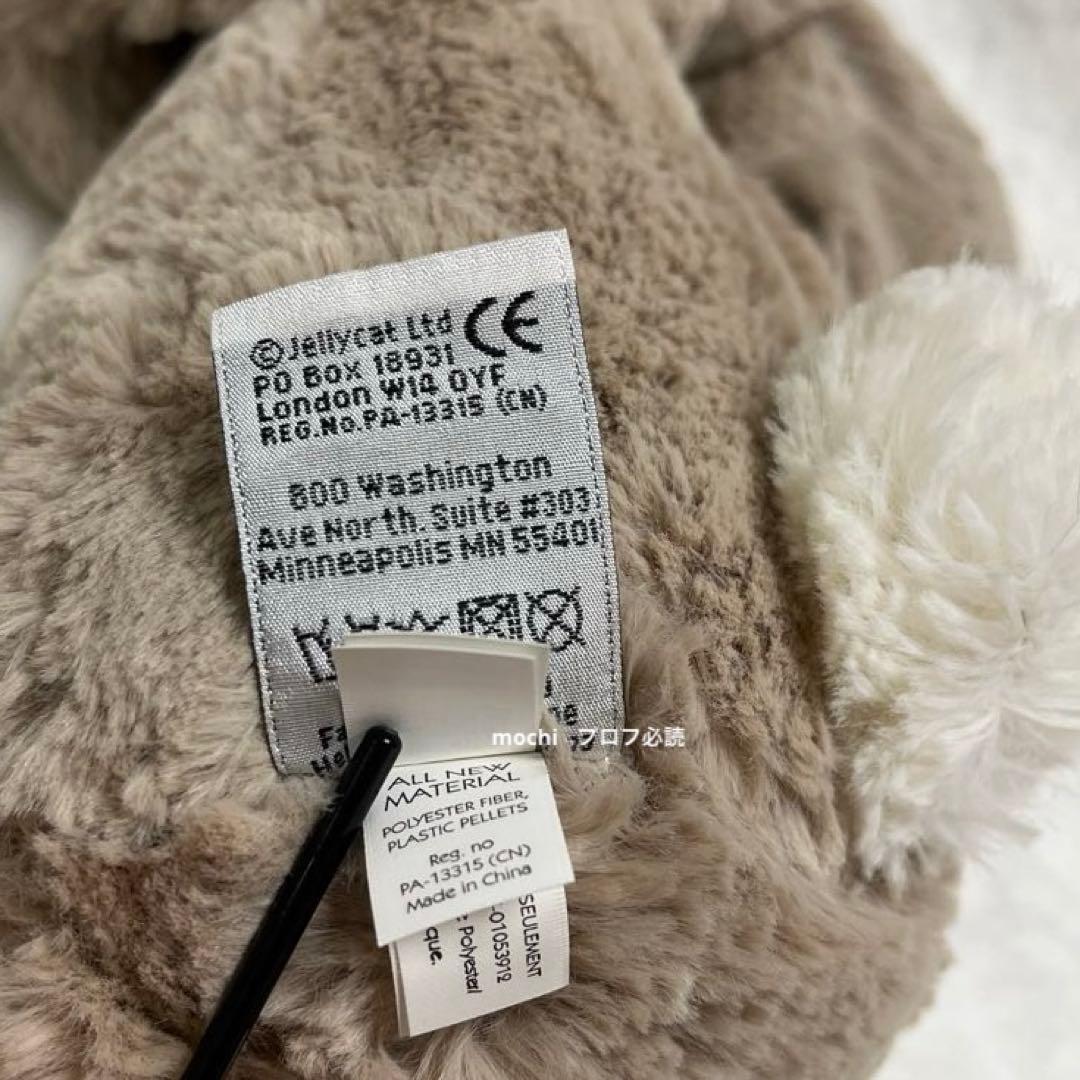 ©Jellycat Ltd CE
PO BOX 18931
London W14 0YF
REG.No.PA-13315 (CN)
800 Washington
Ave North. Suite #303
Minneapolis MN 55401
mochi プロフ必読
ALL NEW
MATERIAL
POLYESTER FIBER,
PLASTIC PELLETS
Reg. no
PA-13315 (CN)
Made in China
SEULEMENT
-01053912
: Polyester/
que.